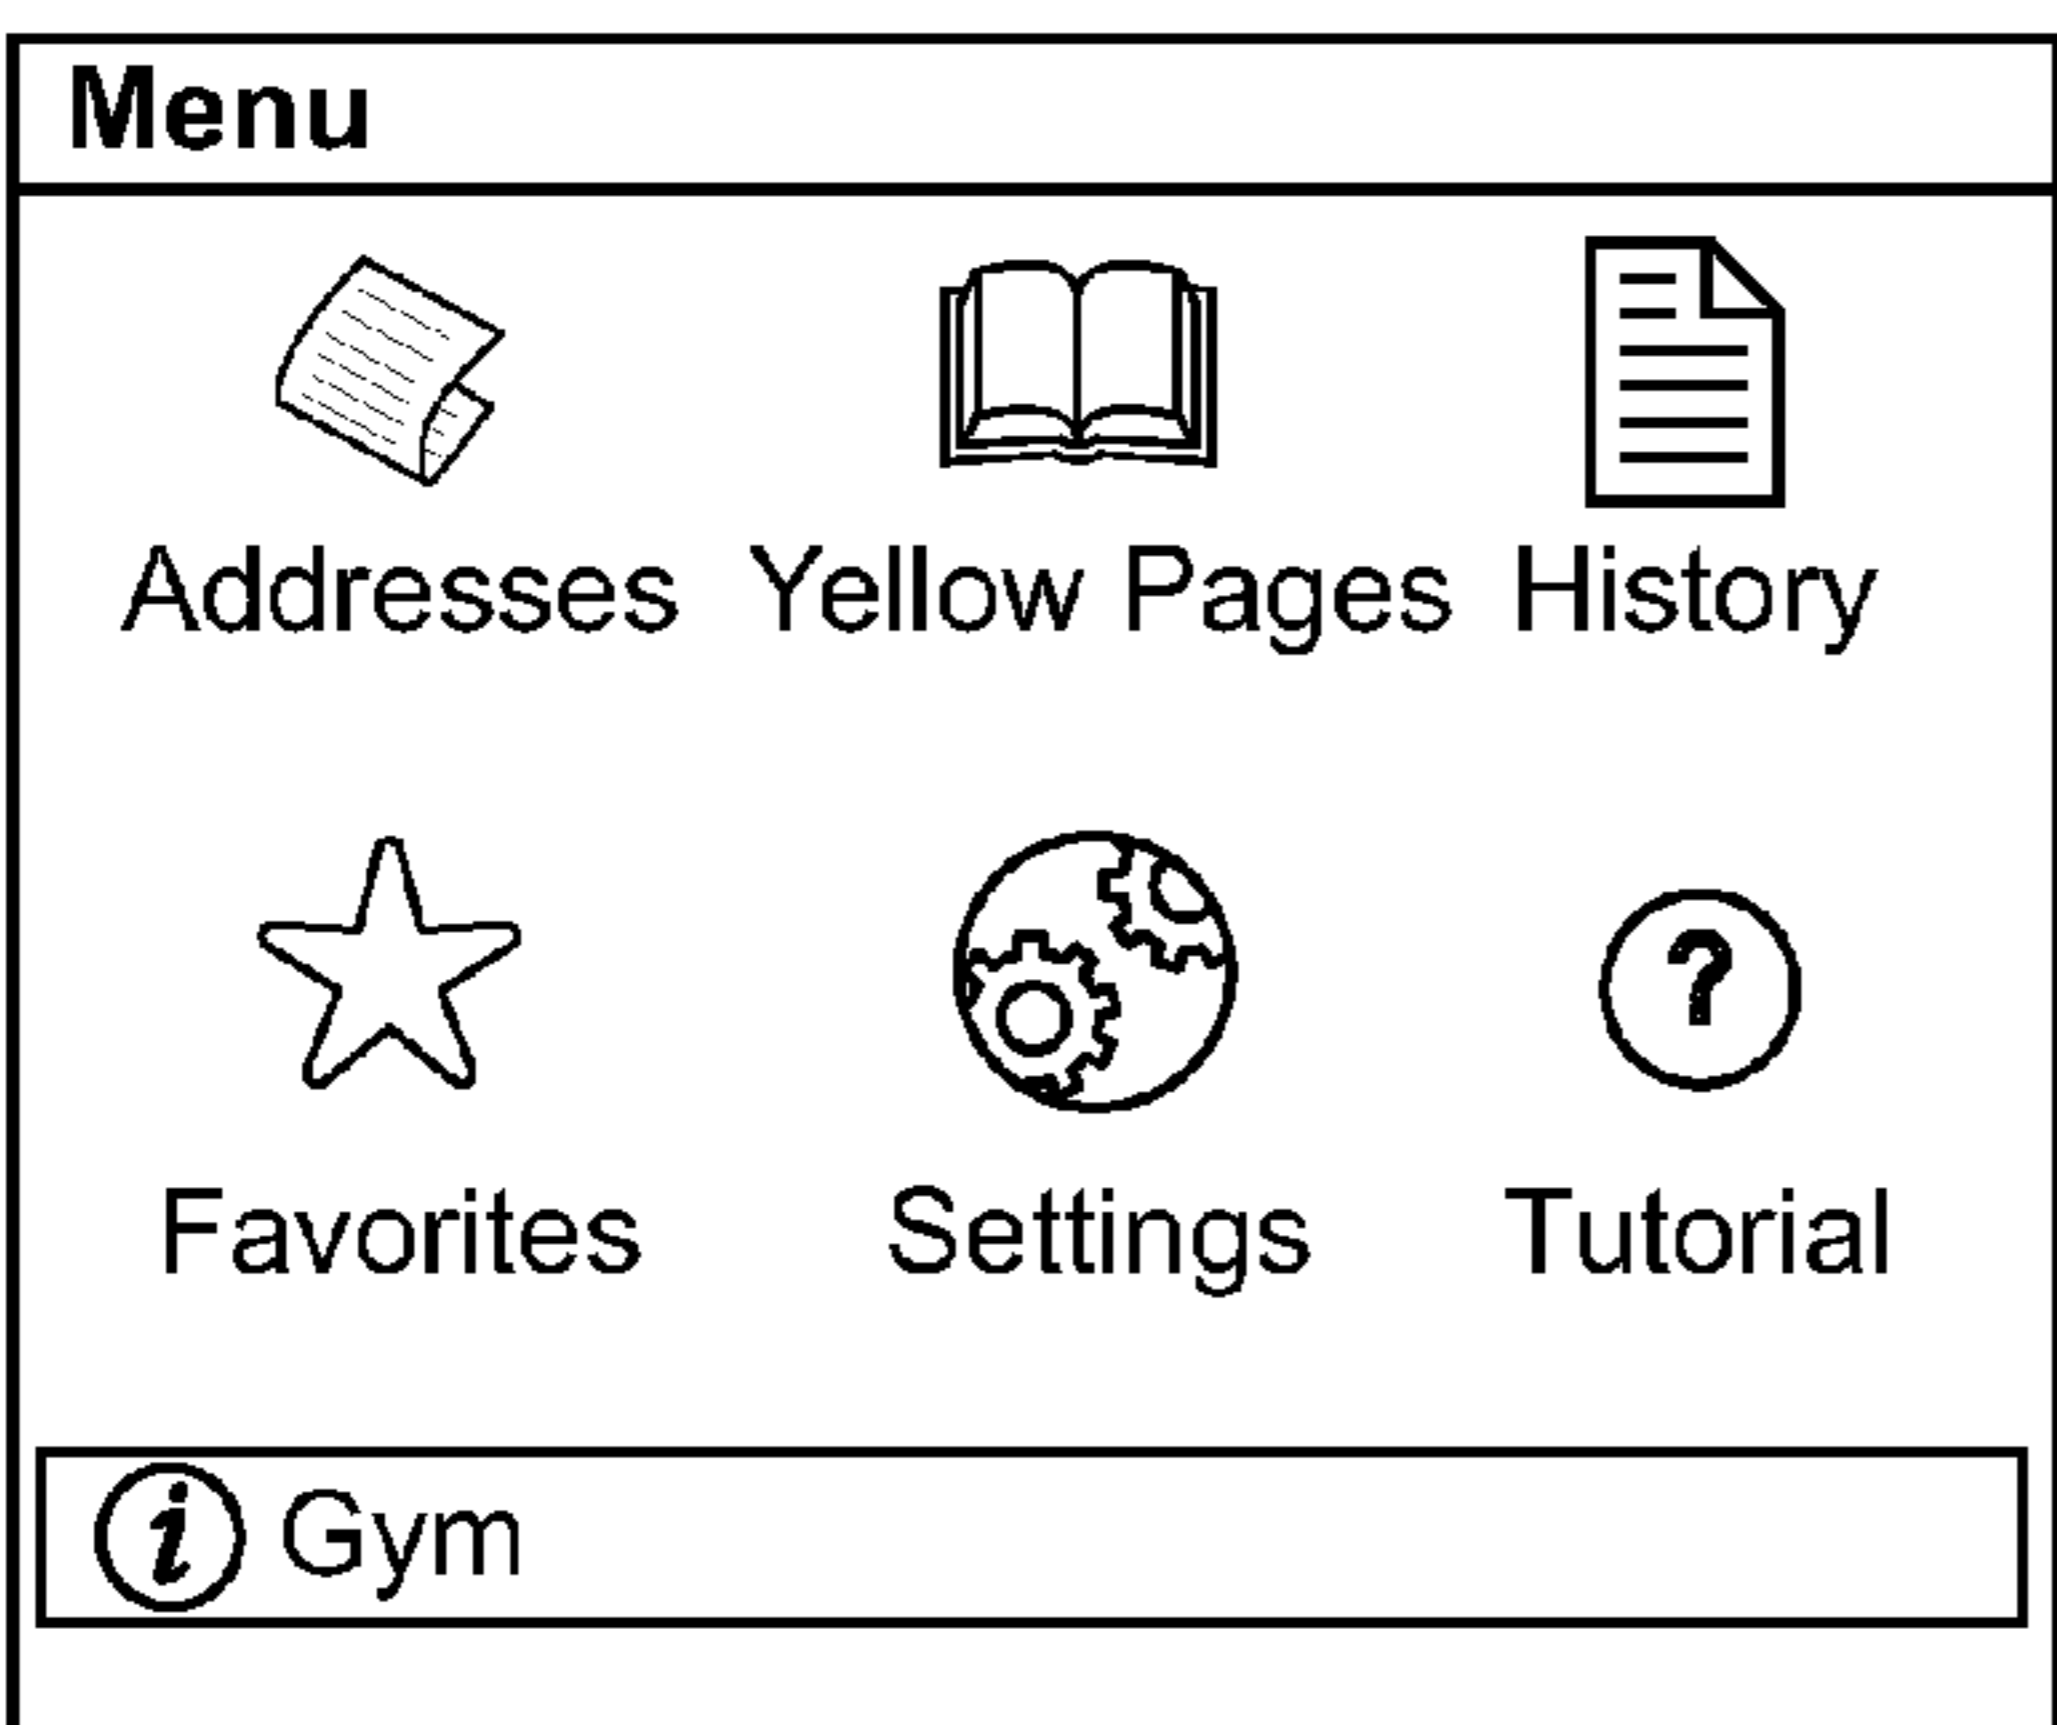 Menu
Addresses Yellow Pages History
?
Favorites Settings Tutorial
i Gym